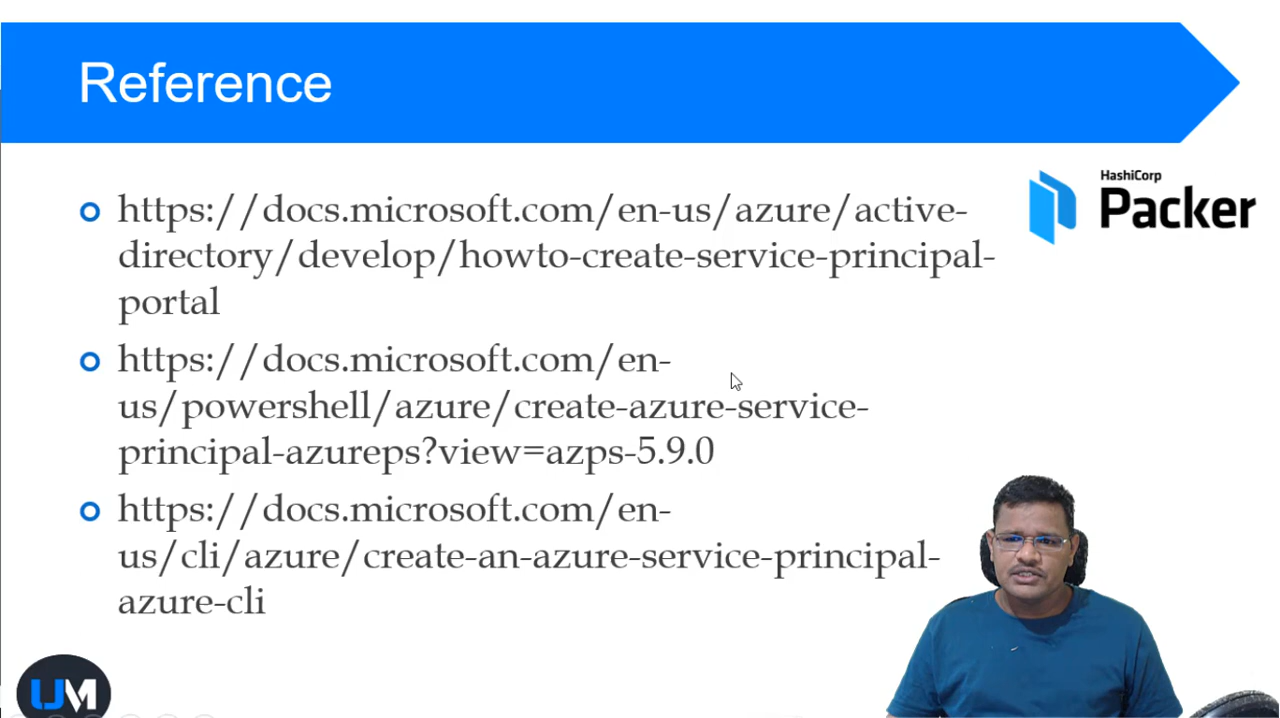 Reference
HashiCorp
Packer
https://docs.microsoft.com/en-us/azure/active-
directory/develop/howto-create-service-principal-
portal
https://docs.microsoft.com/en-
us/powershell/azure/create-azure-service-
principal-azureps?view=azps-5.9.0
https://docs.microsoft.com/en-
us/cli/azure/create-an-azure-service-principal-
azure-cli
UM